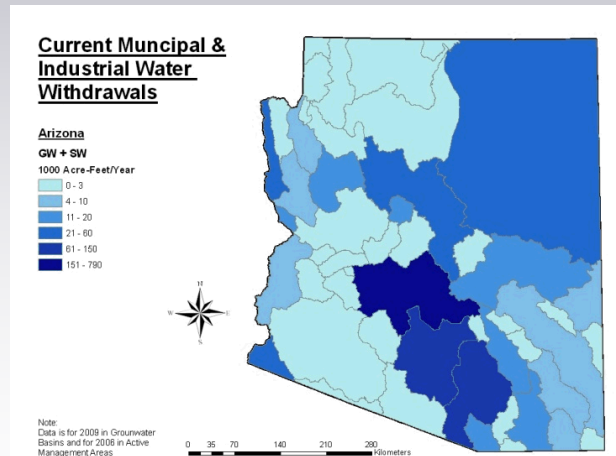 Current Muncipal &
Industrial Water
Withdrawals
Arizona
GW + SW
1000 Acre-Feet/Year
0 - 3
4 - 10
11 - 20
21 - 60
61 - 150
151 - 790
N
W E
S
Note:
Data is for 2009 in Grounwater
Basins and for 2006 in Active
Management Areas
0 35 70 140 210 280
Kilometers